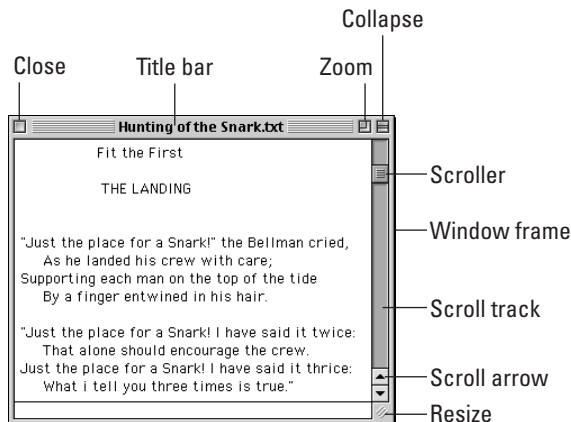 Collapse
Close Title bar Zoom
Hunting of the Snark.txt
Fit the First
THE LANDING
"Just the place for a Snark!" the Bellman cried,
As he landed his crew with care;
Supporting each man on the top of the tide
By a finger entwined in his hair.
"Just the place for a Snark! I have said it twice:
That alone should encourage the crew.
Just the place for a Snark! I have said it thrice:
What i tell you three times is true."
Scroller
Window frame
Scroll track
Scroll arrow
Resize